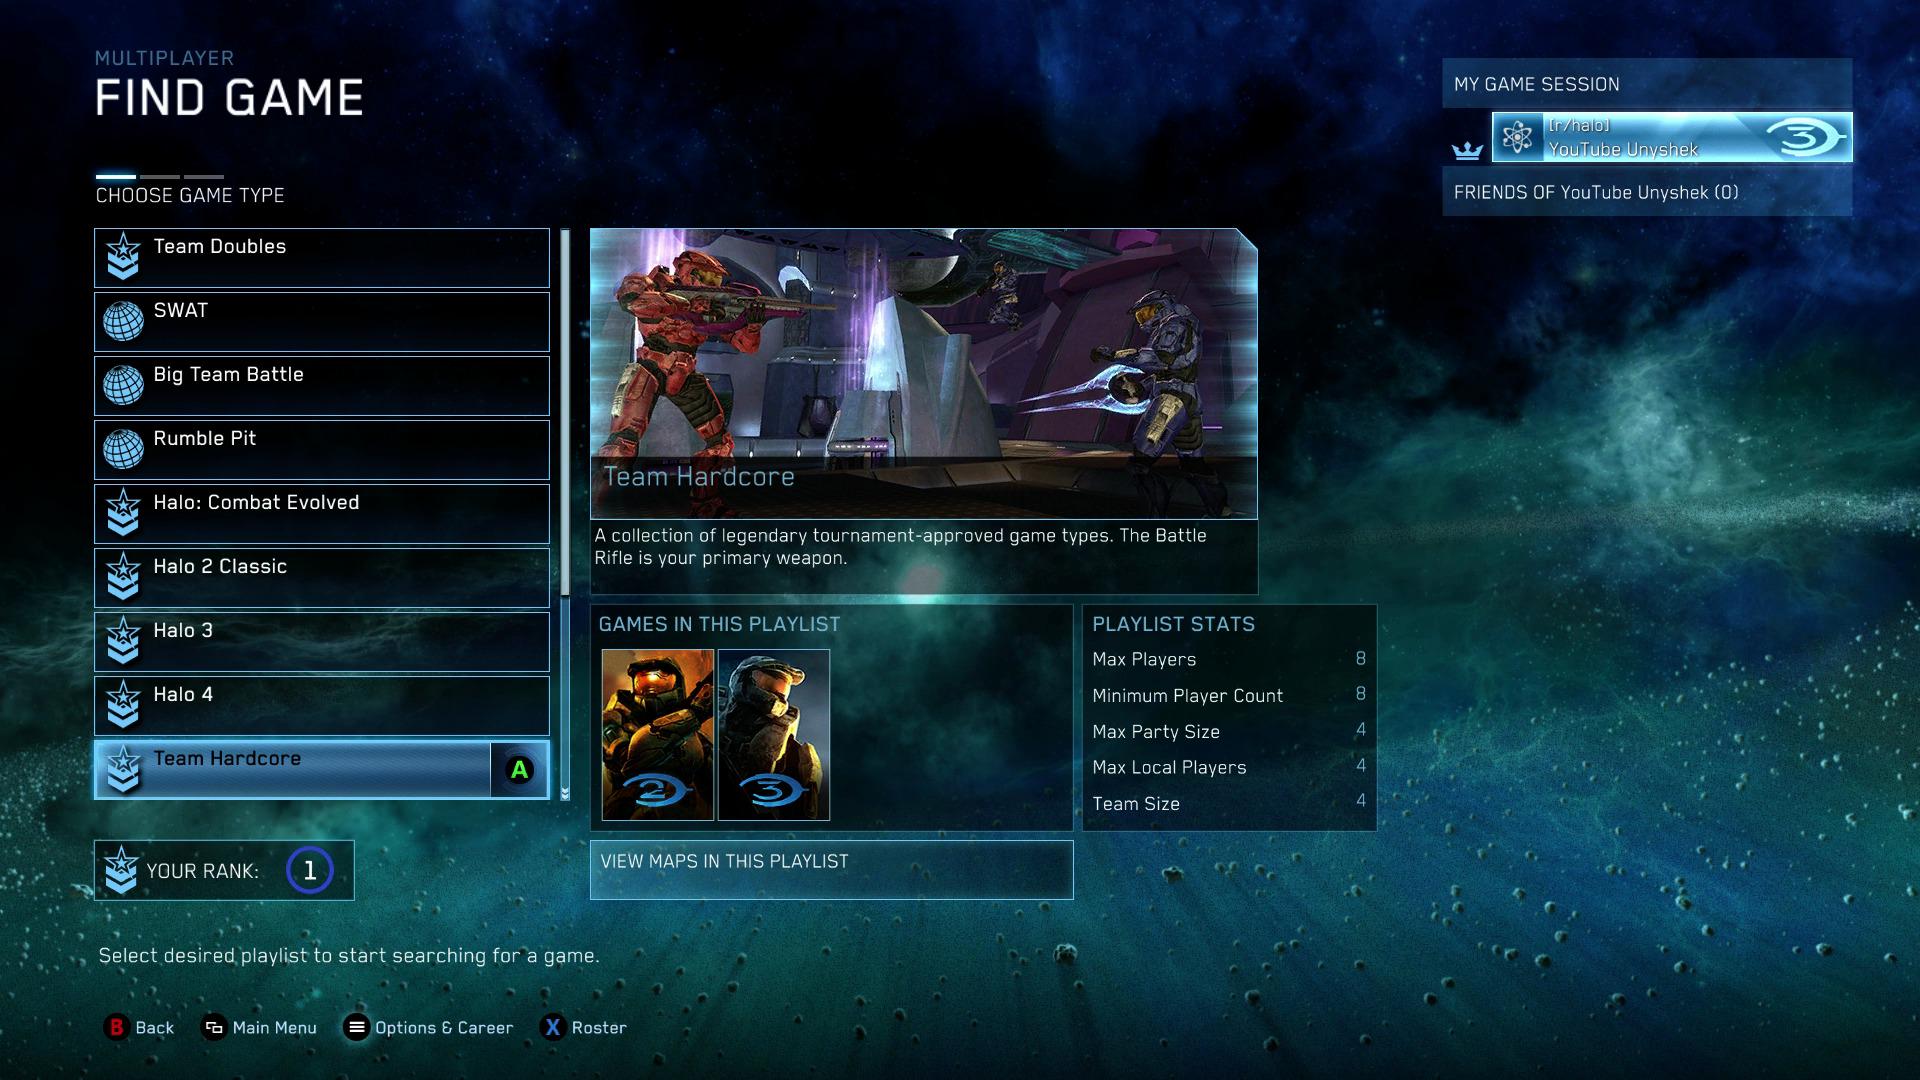 MULTIPLAYER
FIND GAME
CHOOSE GAME TYPE
Team Doubles
SWAT
Big Team Battle
Rumble Pit
Halo: Combat Evolved
Halo 2 Classic
Halo 3
Halo 4
Team Hardcore
A
YOUR RANK:
1
Team Hardcore
A collection of legendary tournament-approved game types. The Battle
Rifle is your primary weapon.
GAMES IN THIS PLAYLIST
2
3
VIEW MAPS IN THIS PLAYLIST
PLAYLIST STATS
Max Players 8
Minimum Player Count 8
Max Party Size 4
Max Local Players 4
Team Size 4
MY GAME SESSION
[r/halo]
YouTube Unyshek
3
FRIENDS OF YouTube Unyshek (0)
Select desired playlist to start searching for a game.
B Back Main Menu Options & Career X Roster